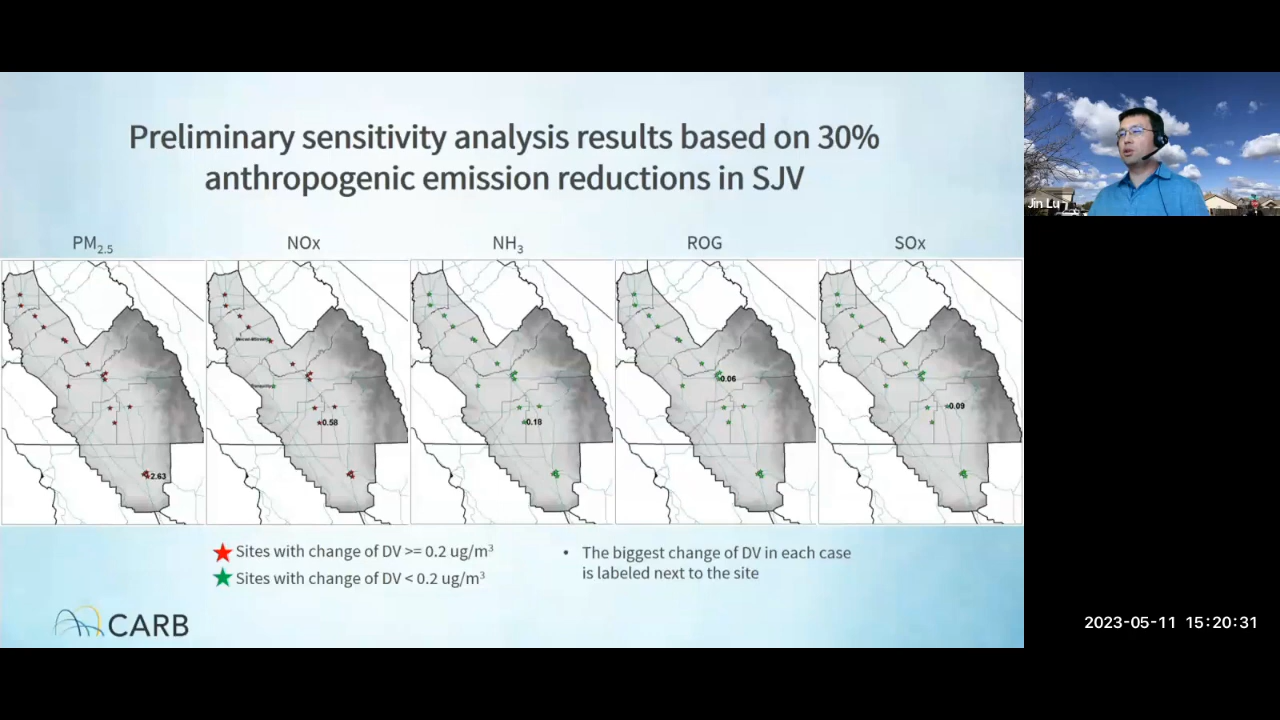 Preliminary sensitivity analysis results based on 30%
anthropogenic emission reductions in SJV
Jin Lu
PM2.5
NOx
NH3
ROG
SOx
2.63
0.58
0.18
0.06
0.09
Sites with change of DV >= 0.2 ug/m³
Sites with change of DV < 0.2 ug/m³
• The biggest change of DV in each case
is labeled next to the site
CARB
2023-05-11 15:20:31